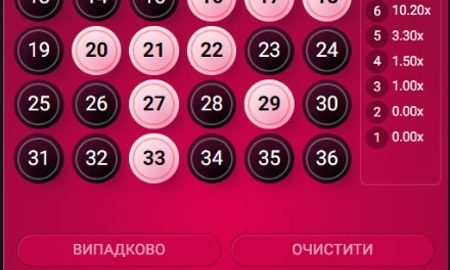 6 10.20x
19 20 21 22 23 24 5 3.30x
4 1.50x
25 26 27 28 29 30 3 1.00x
2 0.00x
31 32 33 34 35 36 1 0.00x
ВИПАДКОВО ОЧИСТИТИ